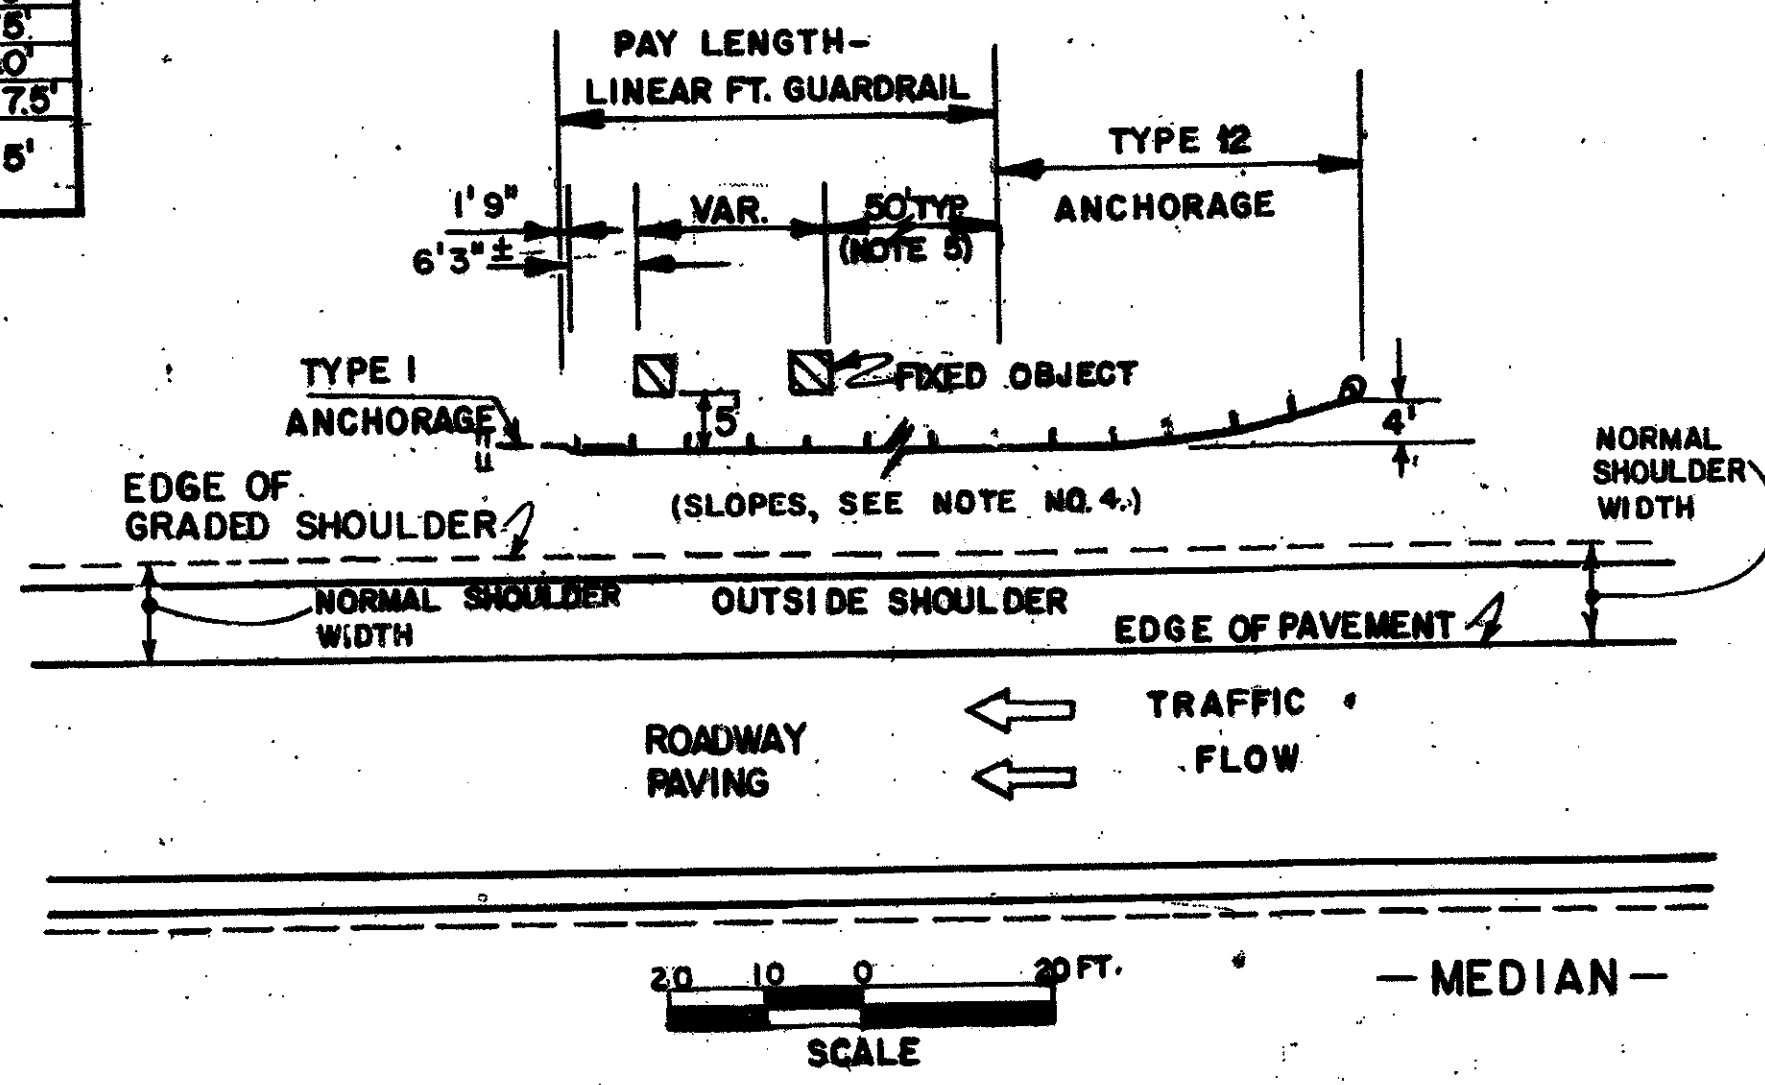 5'
0'
7.5'
5'
PAY LENGTH-
LINEAR FT. GUARDRAIL
TYPE 12
ANCHORAGE
1' 9"
6'3"±
VAR.
50' TYP.
(NOTE 5)
TYPE 1
ANCHORAGE
FIXED OBJECT
5'
4'
NORMAL
SHOULDER
WIDTH
EDGE OF
GRADED SHOULDER
(SLOPES, SEE NOTE NO. 4.)
NORMAL SHOULDER
WIDTH
OUTSIDE SHOULDER
EDGE OF PAVEMENT
TRAFFIC
FLOW
ROADWAY
PAVING
20 10 0 20 FT.
SCALE
— MEDIAN —